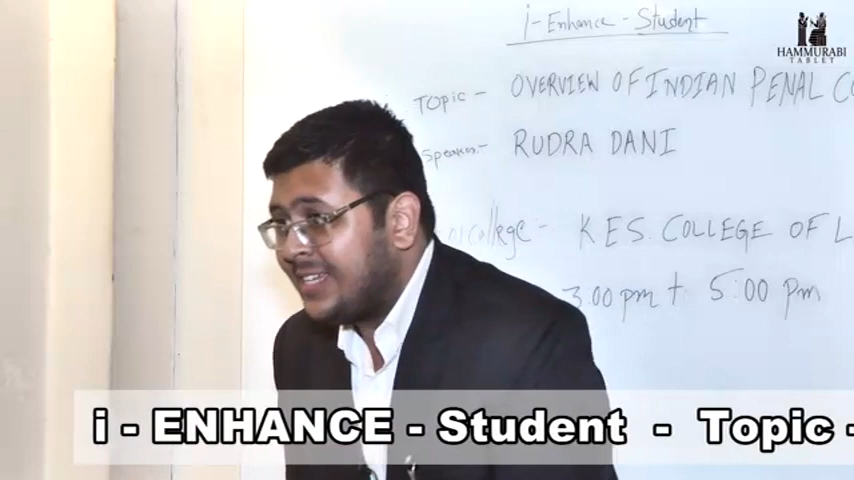 i - Enhance - Student
HAMMURABI
TABLET
Topic - OVERVIEW OF INDIAN PENAL
Speaker - RUDRA DANI
college - K.E.S. COLLEGE OF L
3.00 pm t 5:00 pm
i - ENHANCE - Student - Topic -